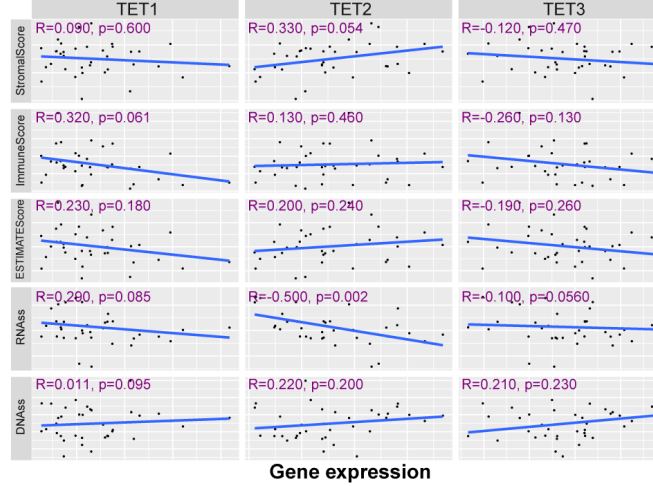 TET1 TET2 TET3
StromalScore R=0.090, p=0.600 R=0.330, p=0.054 R=-0.120, p=0.470
ImmuneScore R=0.320, p=0.061 R=0.130, p=0.460 R=-0.260, p=0.130
ESTIMATEScore R=0.230, p=0.180 R=0.200, p=0.240 R=-0.190, p=0.260
RNAss R=0.290, p=0.085 R=-0.500, p=0.002 R=-0.100, p=-0.0560
DNAss R=0.011, p=0.095 R=0.220, p=0.200 R=0.210, p=0.230
Gene expression